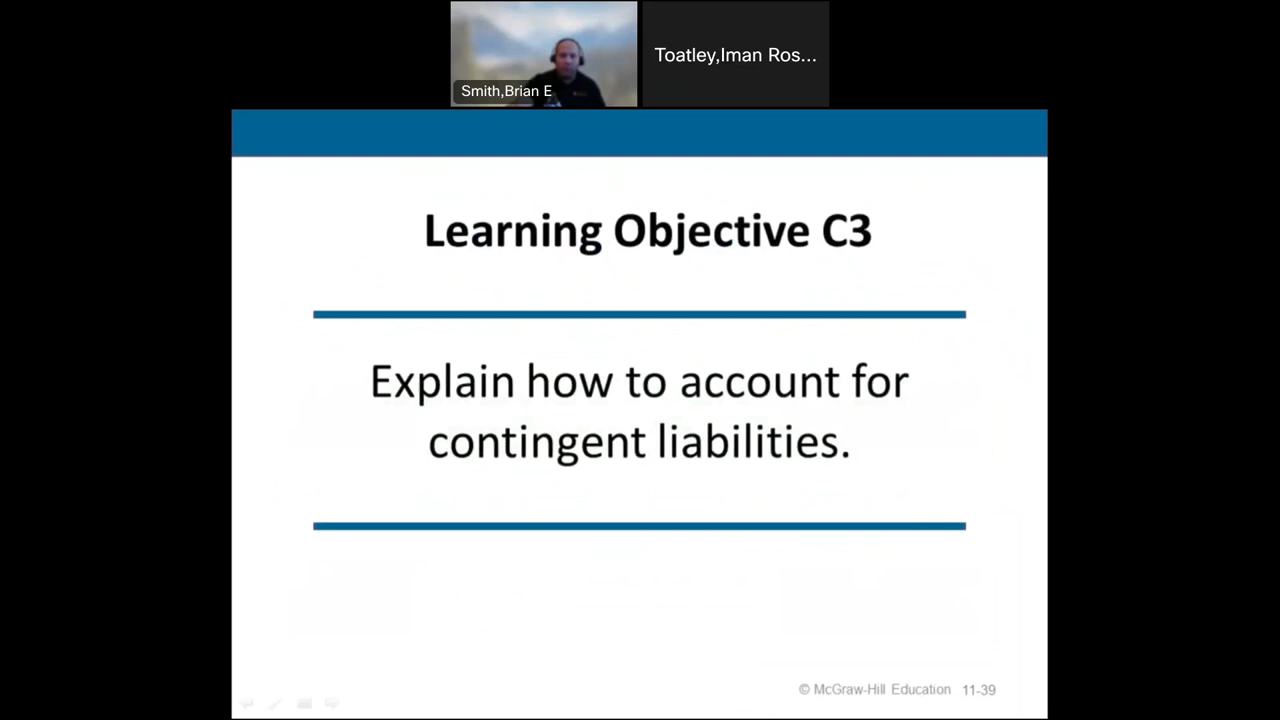 Smith,Brian E
Toatley,Iman Ros...
Learning Objective C3
Explain how to account for
contingent liabilities.
© McGraw-Hill Education 11-39